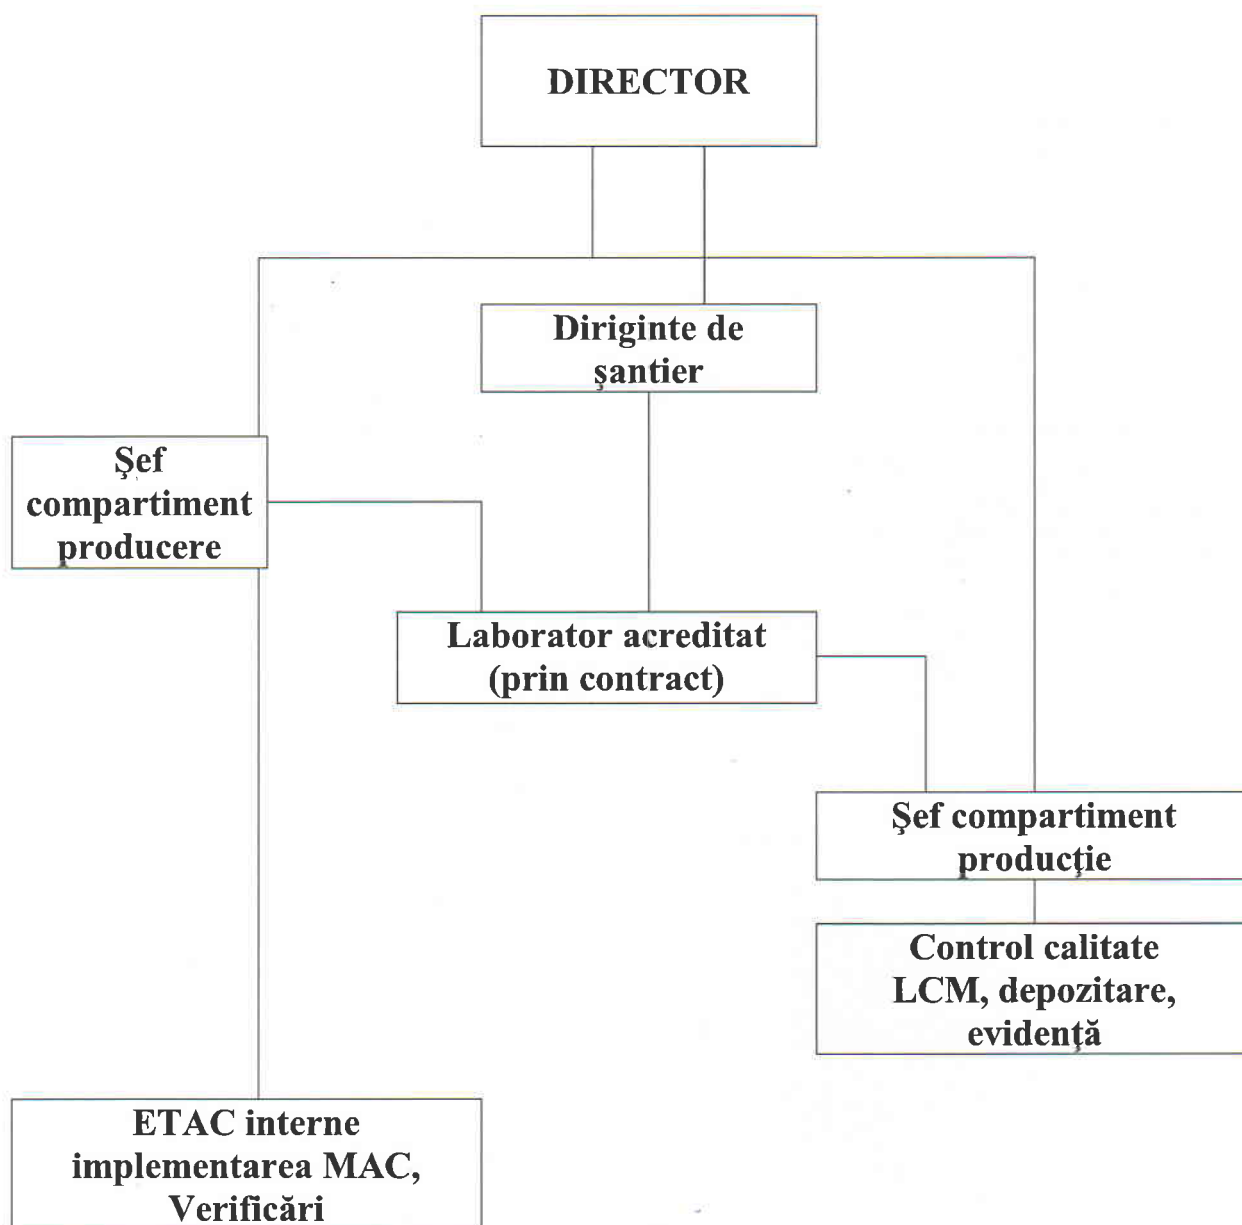 DIRECTOR
Diriginte de
şantier
Şef
compartiment
producere
Laborator acreditat
(prin contract)
Şef compartiment
producţie
Control calitate
LCM, depozitare,
evidenţă
ETAC interne
implementarea MAC,
Verificări